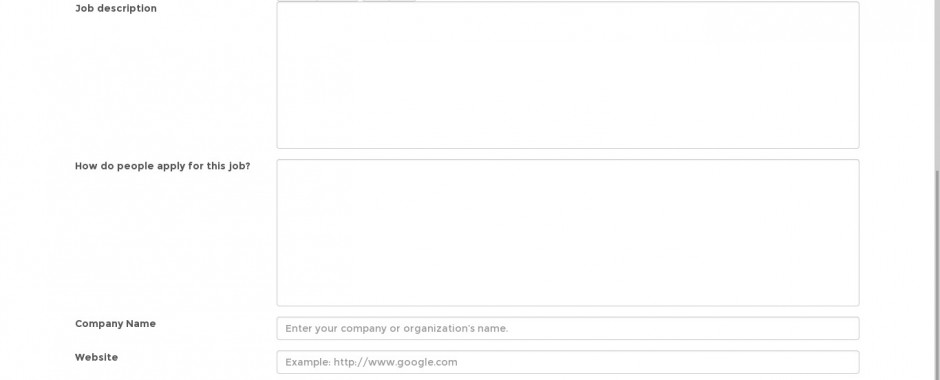 Job description
How do people apply for this job?
Company Name
Enter your company or organization's name.
Website
Example: http://www.google.com